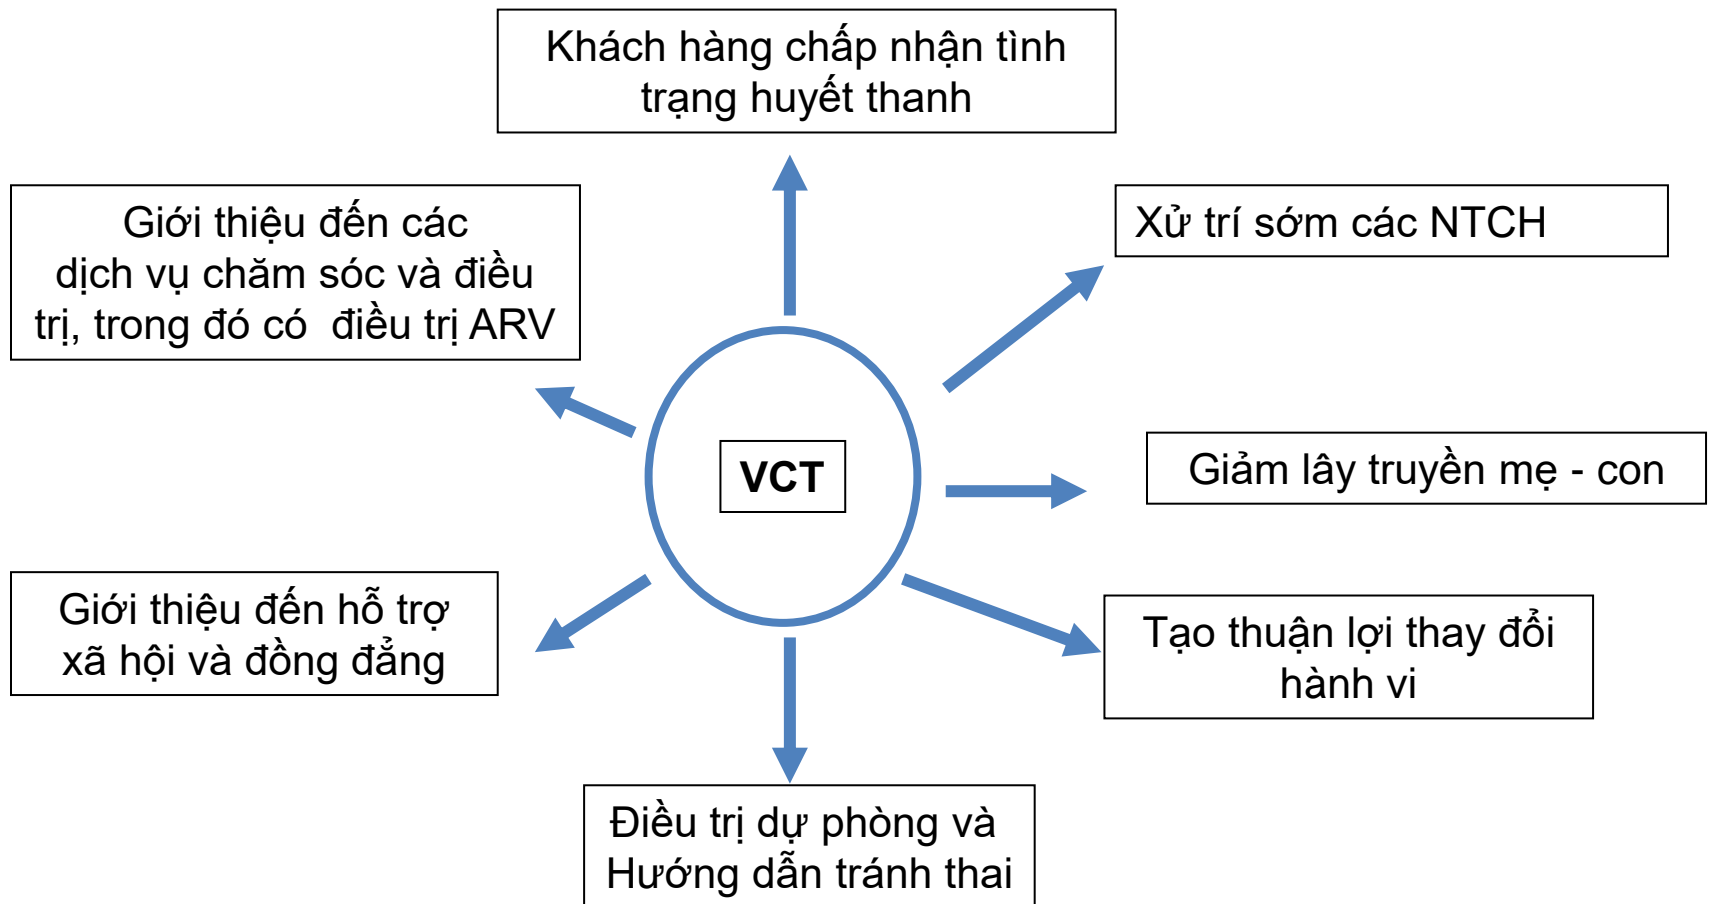 Khách hàng chấp nhận tình
trạng huyết thanh
Giới thiệu đến các
dịch vụ chăm sóc và điều
trị, trong đó có điều trị ARV
Xử trí sớm các NTCH
VCT
Giảm lây truyền mẹ - con
Giới thiệu đến hỗ trợ
xã hội và đồng đẳng
Tạo thuận lợi thay đổi
hành vi
Điều trị dự phòng và
Hướng dẫn tránh thai